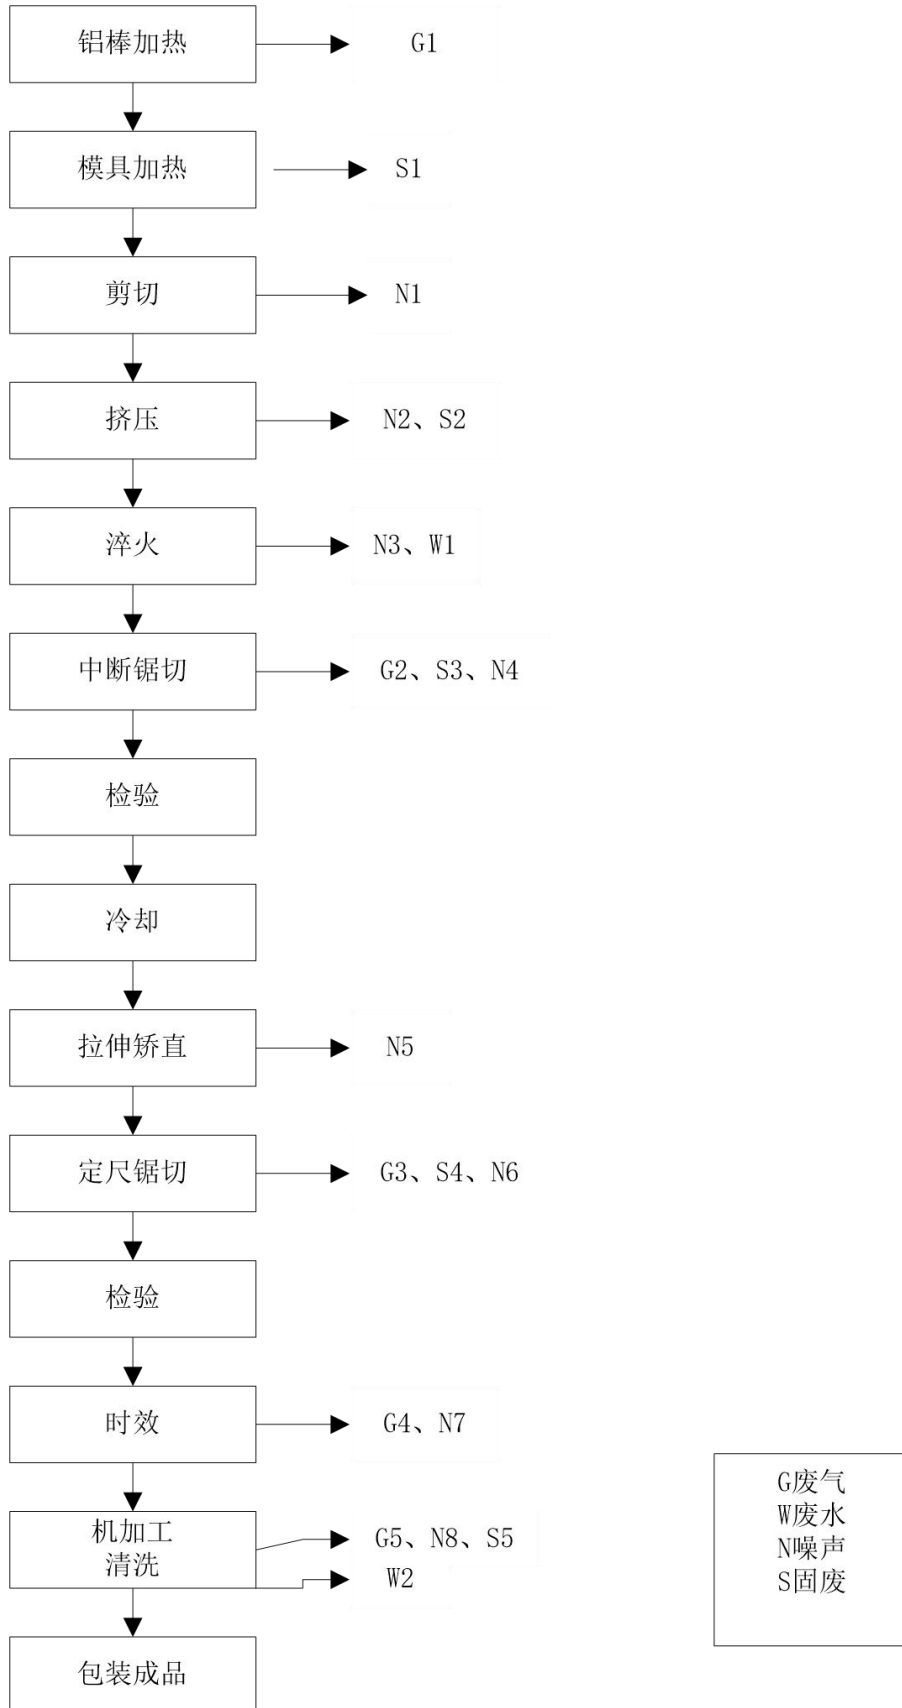 铝棒加热
G1
模具加热
S1
剪切
N1
挤压
N2、S2
淬火
N3、W1
中断锯切
G2、S3、N4
检验
冷却
拉伸矫直
N5
定尺锯切
G3、S4、N6
检验
时效
G4、N7
机加工
清洗
G5、N8、S5
W2
包装成品
G废气
W废水
N噪声
S固废